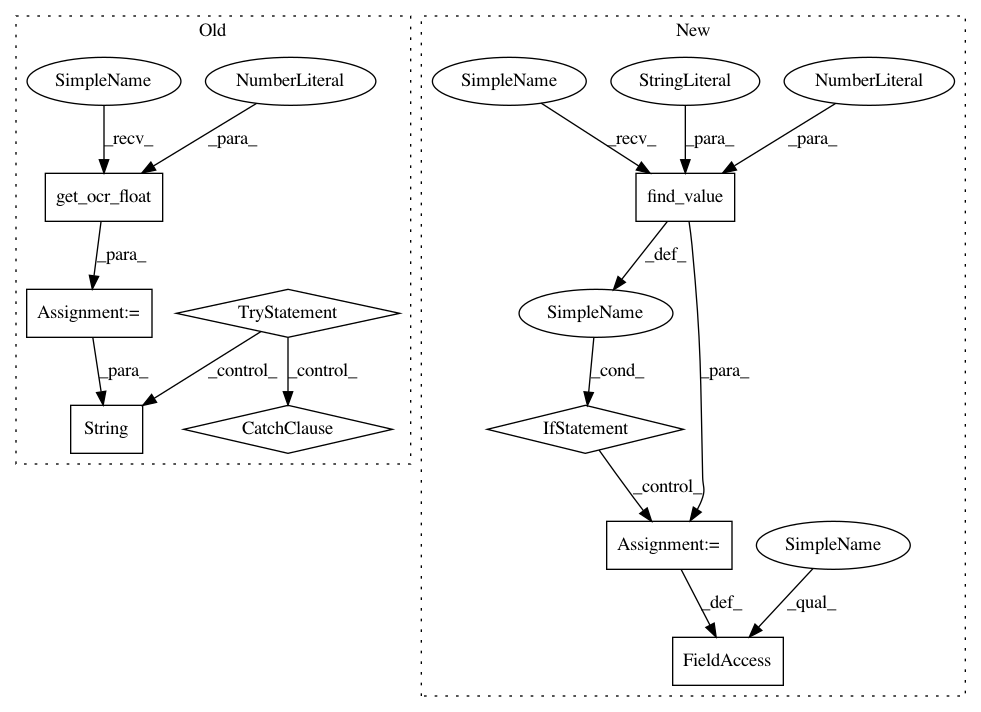 Old
New
SimpleName
NumberLiteral
SimpleName
StringLiteral
NumberLiteral
_recv_
_para_
_recv_
_para_
_para_
get_ocr_float
find_value
_para_
_def_
Assignment:=
TryStatement
SimpleName
_para_
_control_
_control_
_cond_
_para_
String
CatchClause
IfStatement
_control_
Assignment:=
SimpleName
_def_
_qual_
FieldAccess